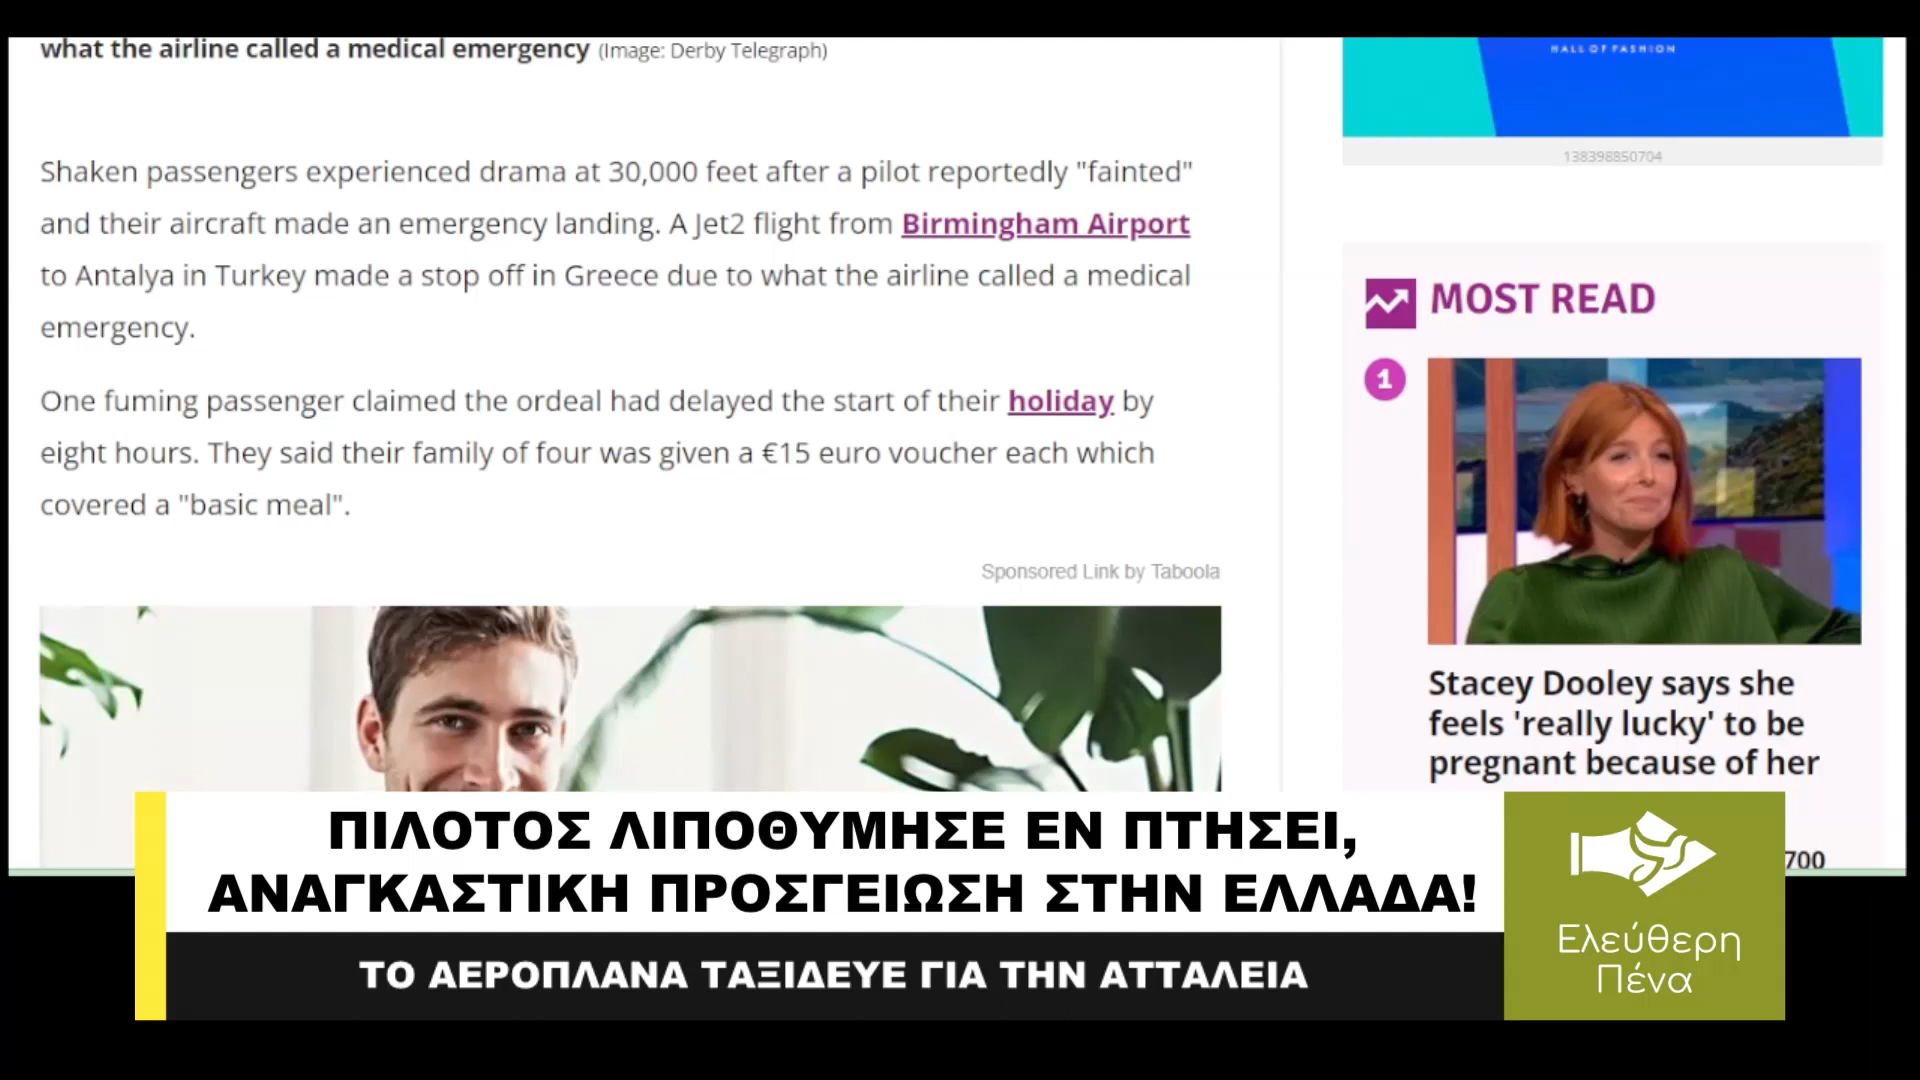 what the airline called a medical emergency (Image: Derby Telegraph)
Shaken passengers experienced drama at 30,000 feet after a pilot reportedly "fainted"
and their aircraft made an emergency landing. A Jet2 flight from Birmingham Airport
to Antalya in Turkey made a stop off in Greece due to what the airline called a medical
emergency.
One fuming passenger claimed the ordeal had delayed the start of their holiday by
eight hours. They said their family of four was given a €15 euro voucher each which
covered a "basic meal".
Sponsored Link by Taboola
HALL OF FASHION
138398850704
MOST READ
1
Stacey Dooley says she
feels 'really lucky' to be
pregnant because of her
700
ΠΙΛΟΤΟΣ ΛΙΠΟΘΥΜΗΣΕ ΕΝ ΠΤΗΣΕΙ,
ΑΝΑΓΚΑΣΤΙΚΗ ΠΡΟΣΓΕΙΩΣΗ ΣΤΗΝ ΕΛΛΑΔΑ!
ΤΟ ΑΕΡΟΠΛΑΝΑ ΤΑΞΙΔΕΥΕ ΓΙΑ ΤΗΝ ΑΤΤΑΛΕΙΑ
Ελεύθερη
Πένα